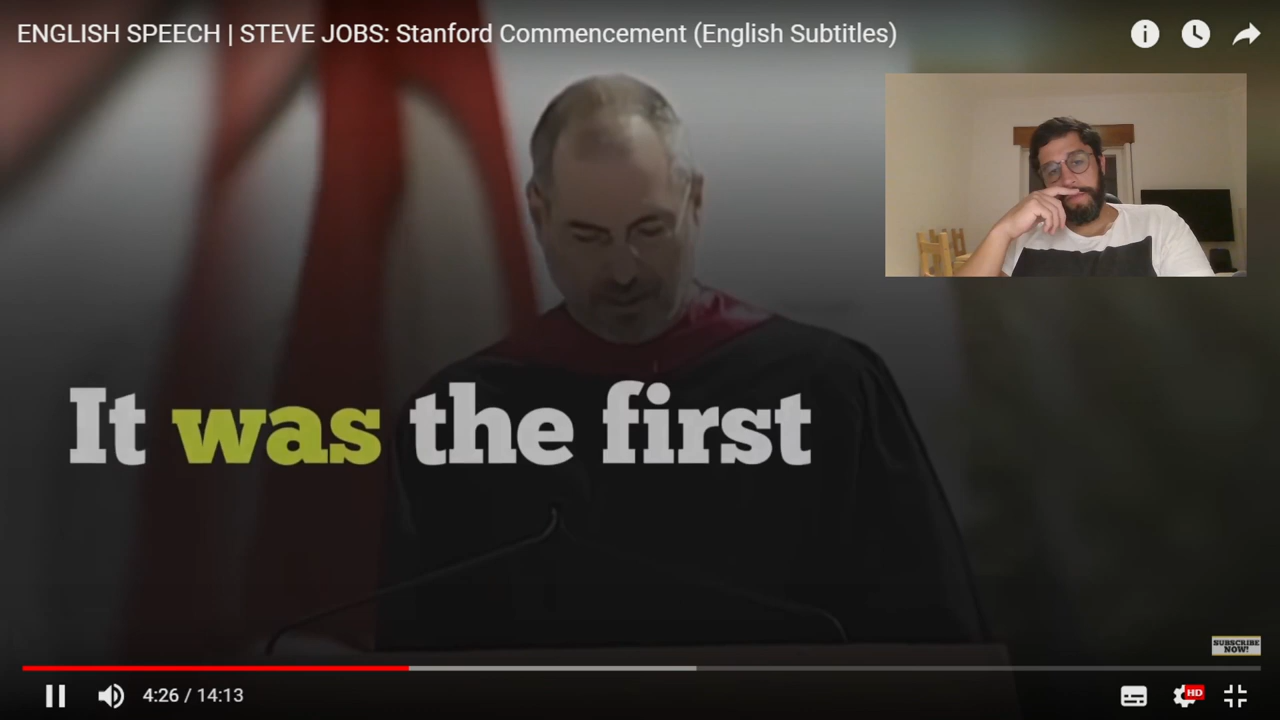 ENGLISH SPEECH | STEVE JOBS: Stanford Commencement (English Subtitles)
It was the first
SUBSCRIBE
NOW!
4:26 / 14:13
HD